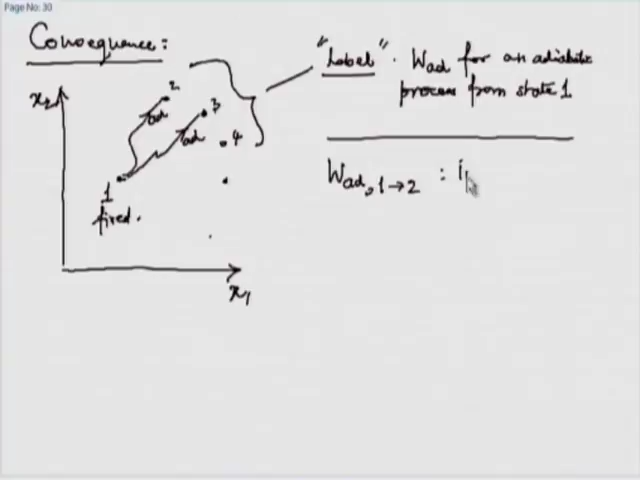 Page No: 30
Consequence:
"Label". Wad for an adiabatic
process from state 1
x2
2
ad
3
ad
4
1
fixed.
x1
Wad, 1→2 : i